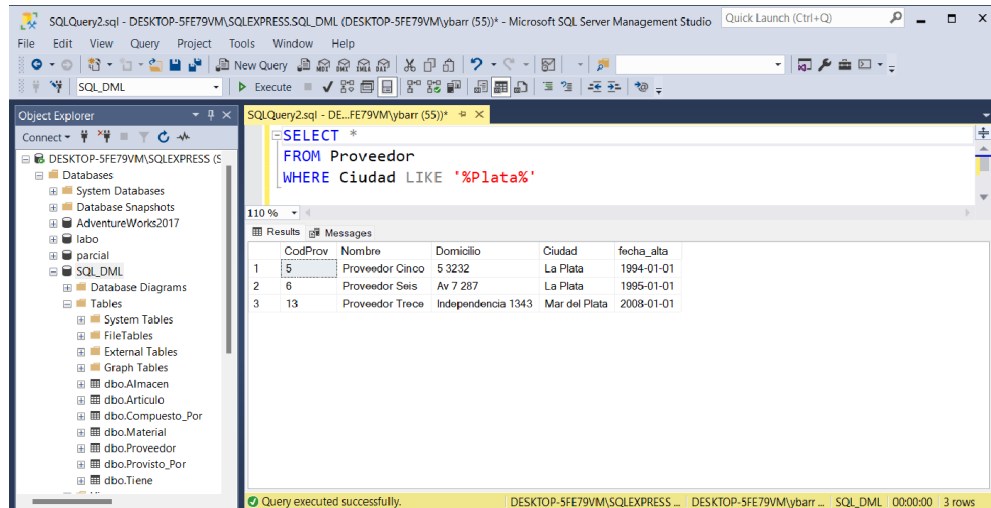 SQLQuery2.sql - DESKTOP-5FE79VM\SQLEXPRESS.SQL_DML (DESKTOP-5FE79VM\ybarr (55))* - Microsoft SQL Server Management Studio
Quick Launch (Ctrl+Q)
File Edit View Query Project Tools Window Help
New Query MDX DMX XMLA DAX
SQL_DML Execute
Object Explorer
SQLQuery2.sql - DE...FE79VM\ybarr (55))*
Connect
DESKTOP-5FE79VM\SQLEXPRESS (S
Databases
System Databases
Database Snapshots
AdventureWorks2017
labo
parcial
SQL_DML
Database Diagrams
Tables
System Tables
FileTables
External Tables
Graph Tables
dbo.Almacen
dbo.Articulo
dbo.Compuesto_Por
dbo.Material
dbo.Proveedor
dbo.Provisto_Por
dbo.Tiene
SELECT *
FROM Proveedor
WHERE Ciudad LIKE '%Plata%'
110 %
Results Messages
CodProv Nombre Domicilio Ciudad fecha_alta
1 5 Proveedor Cinco 5 3232 La Plata 1994-01-01
2 6 Proveedor Seis Av 7 287 La Plata 1995-01-01
3 13 Proveedor Trece Independencia 1343 Mar del Plata 2008-01-01
Query executed successfully. DESKTOP-5FE79VM\SQLEXPRESS ... DESKTOP-5FE79VM\ybarr ... SQL_DML 00:00:00 3 rows